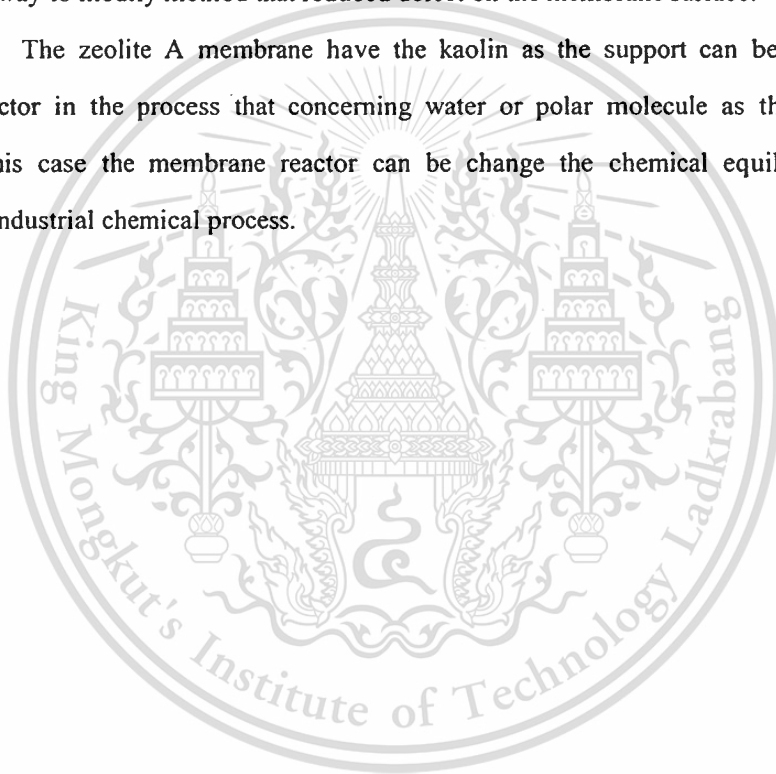 way to modify method that reduced defect on the membrane surface.
The zeolite A membrane have the kaolin as the support can be
ctor in the process that concerning water or polar molecule as th
his case the membrane reactor can be change the chemical equil
ndustrial chemical process.
King Mongkut's Institute of Technology Ladkrabang